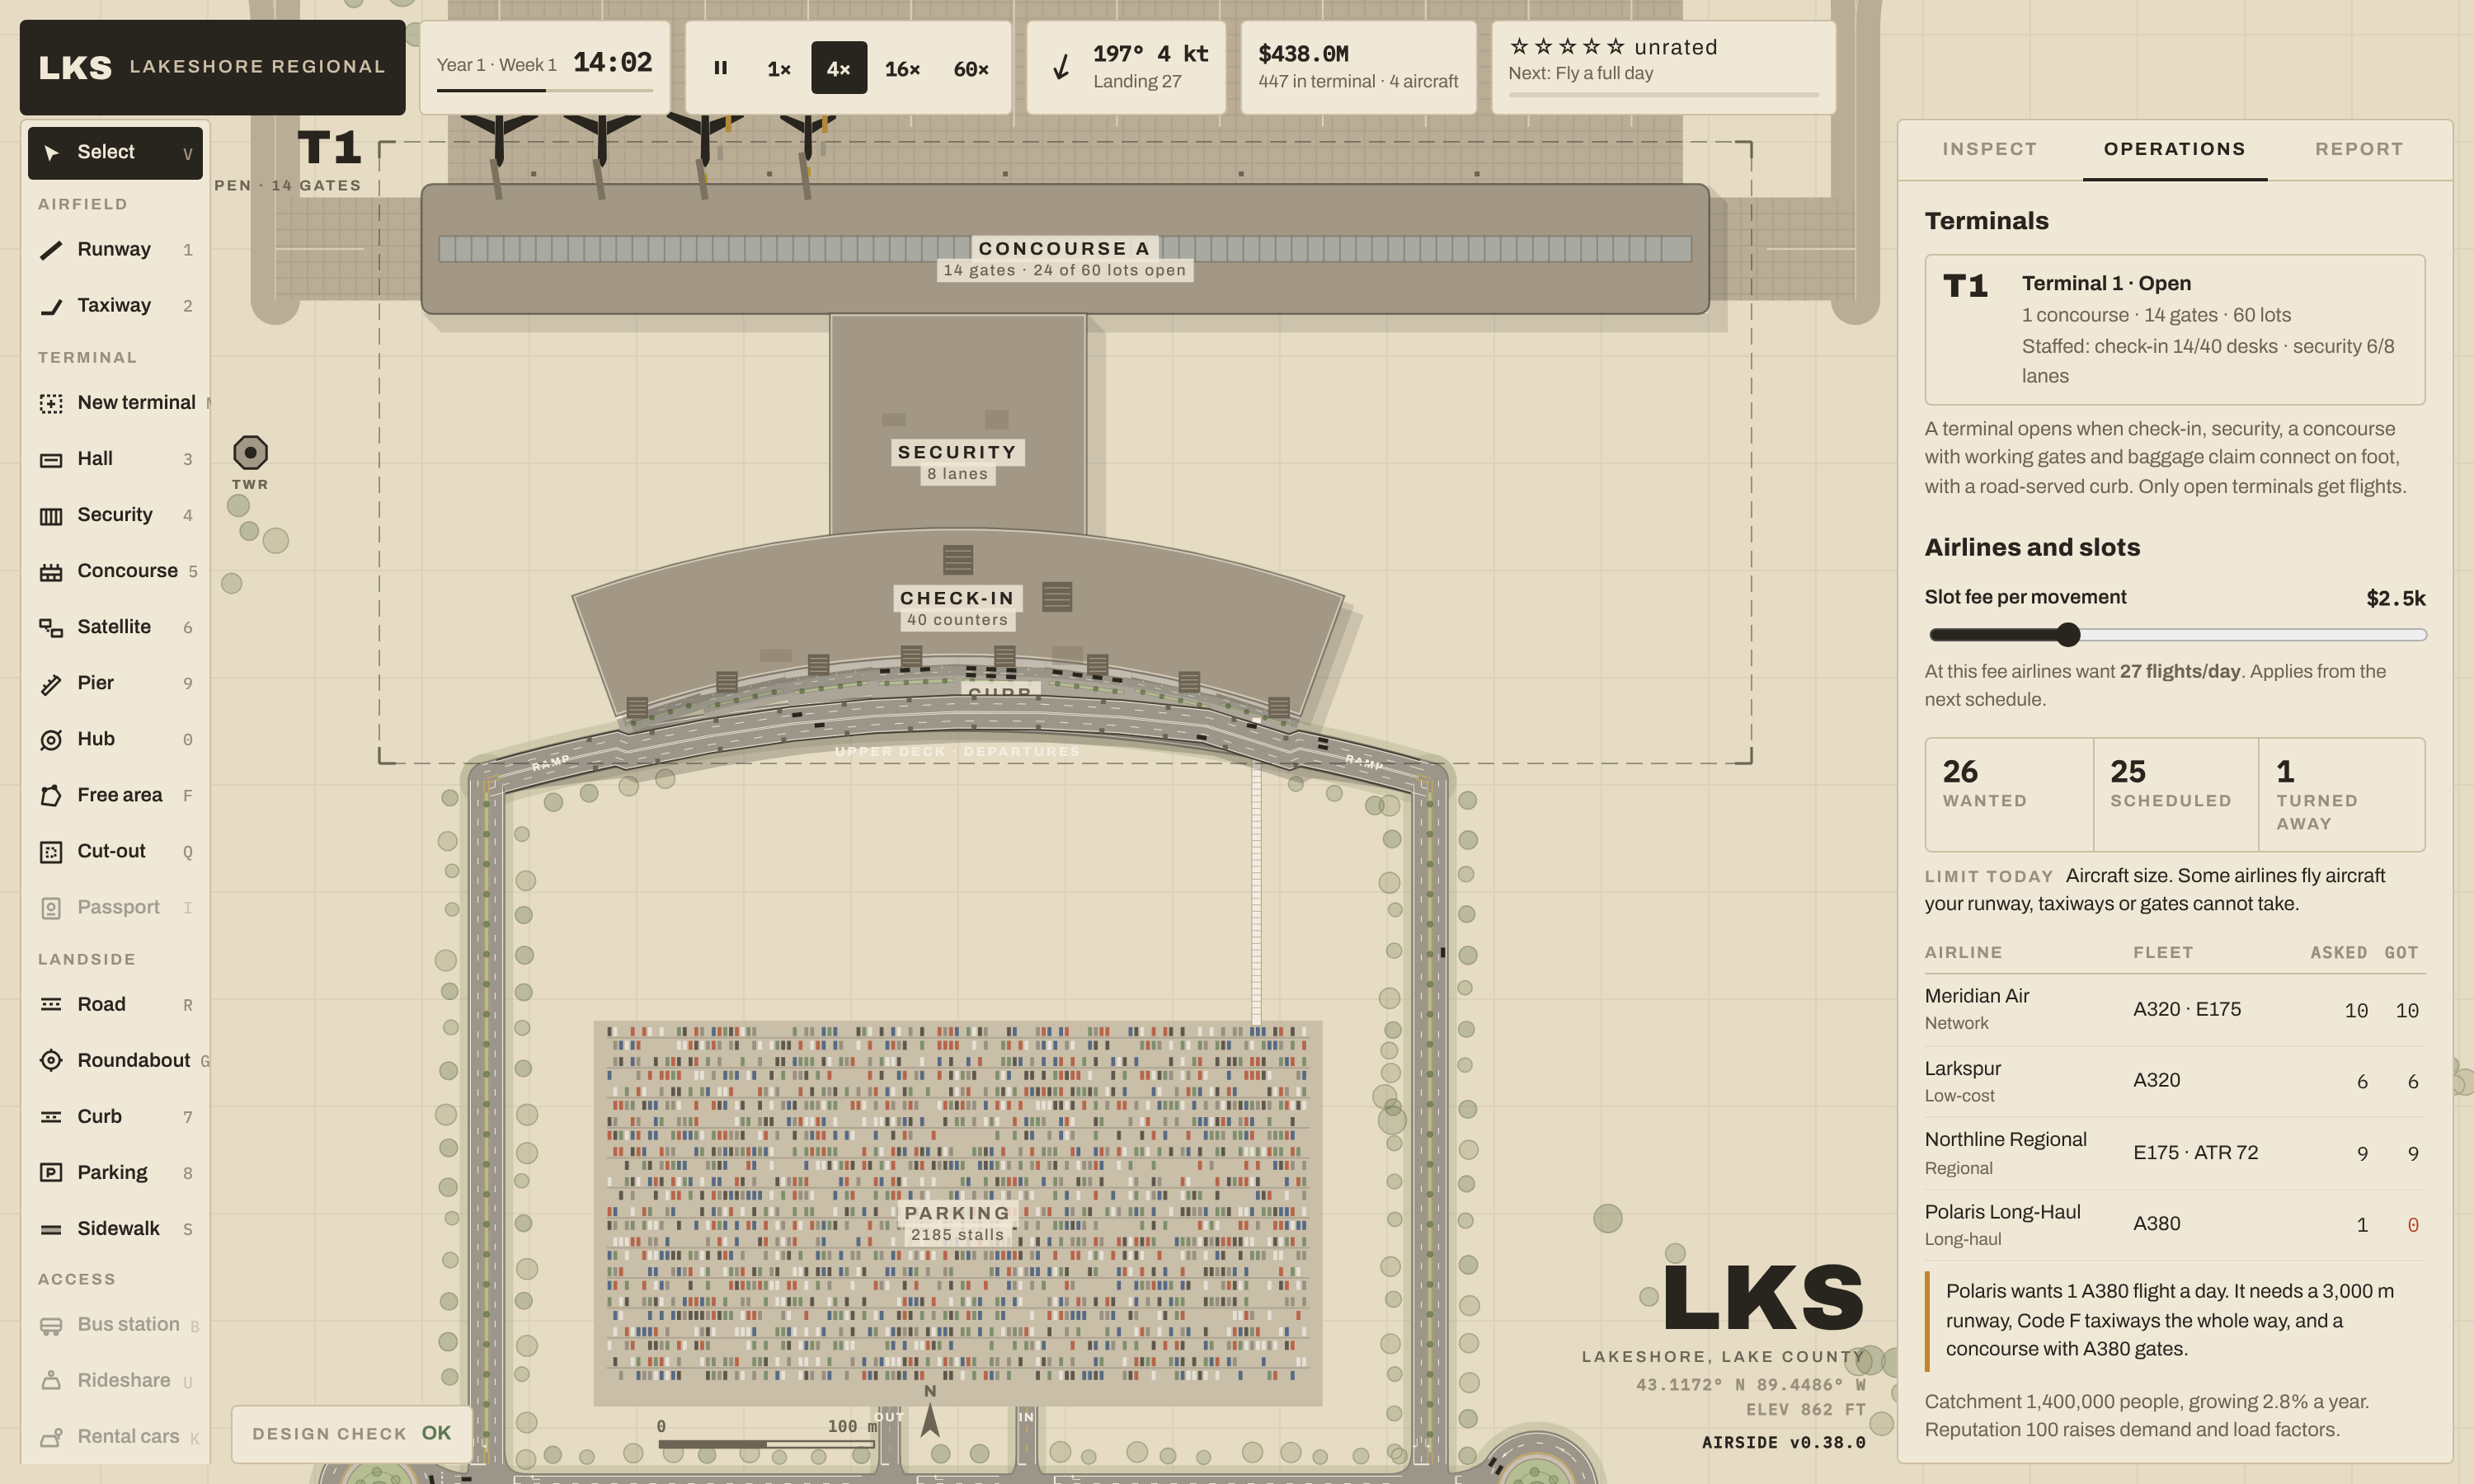 LKS LAKESHORE REGIONAL
Year 1 · Week 1 14:02
1× 4× 16× 60×
197° 4 kt
Landing 27
$438.0M
447 in terminal · 4 aircraft
☆☆☆☆☆ unrated
Next: Fly a full day
Select V
AIRFIELD
Runway 1
Taxiway 2
TERMINAL
New terminal
Hall 3
Security 4
Concourse 5
Satellite 6
Pier 9
Hub 0
Free area F
Cut-out Q
Passport I
LANDSIDE
Road R
Roundabout G
Curb 7
Parking 8
Sidewalk S
ACCESS
Bus station B
Rideshare U
Rental cars K
T1
PEN · 14 GATES
TWR
CONCOURSE A
14 gates · 24 of 60 lots open
SECURITY
8 lanes
CHECK-IN
40 counters
CURB
UPPER DECK · DEPARTURES
RAMP
RAMP
PARKING
2185 stalls
OUT
IN
N
0 100 m
DESIGN CHECK OK
LKS
LAKESHORE, LAKE COUNTY
43.1172° N 89.4486° W
ELEV 862 FT
AIRSIDE v0.38.0
INSPECT OPERATIONS REPORT
Terminals
T1
Terminal 1 · Open
1 concourse · 14 gates · 60 lots
Staffed: check-in 14/40 desks · security 6/8
lanes
A terminal opens when check-in, security, a concourse
with working gates and baggage claim connect on foot,
with a road-served curb. Only open terminals get flights.
Airlines and slots
Slot fee per movement $2.5k
At this fee airlines want 27 flights/day. Applies from the
next schedule.
26 25 1
WANTED SCHEDULED TURNED
AWAY
LIMIT TODAY Aircraft size. Some airlines fly aircraft
your runway, taxiways or gates cannot take.
AIRLINE FLEET ASKED GOT
Meridian Air A320 · E175 10 10
Network
Larkspur A320 6 6
Low-cost
Northline Regional E175 · ATR 72 9 9
Regional
Polaris Long-Haul A380 1 0
Long-haul
Polaris wants 1 A380 flight a day. It needs a 3,000 m
runway, Code F taxiways the whole way, and a
concourse with A380 gates.
Catchment 1,400,000 people, growing 2.8% a year.
Reputation 100 raises demand and load factors.